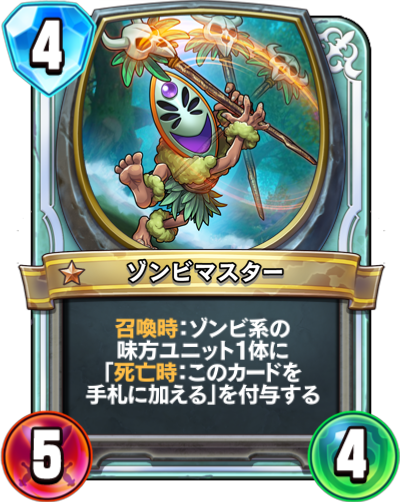 4
ゾンビマスター
召喚時:ゾンビ系の
味方ユニット1体に
「死亡時:このカードを
手札に加える」を付与する
5
4